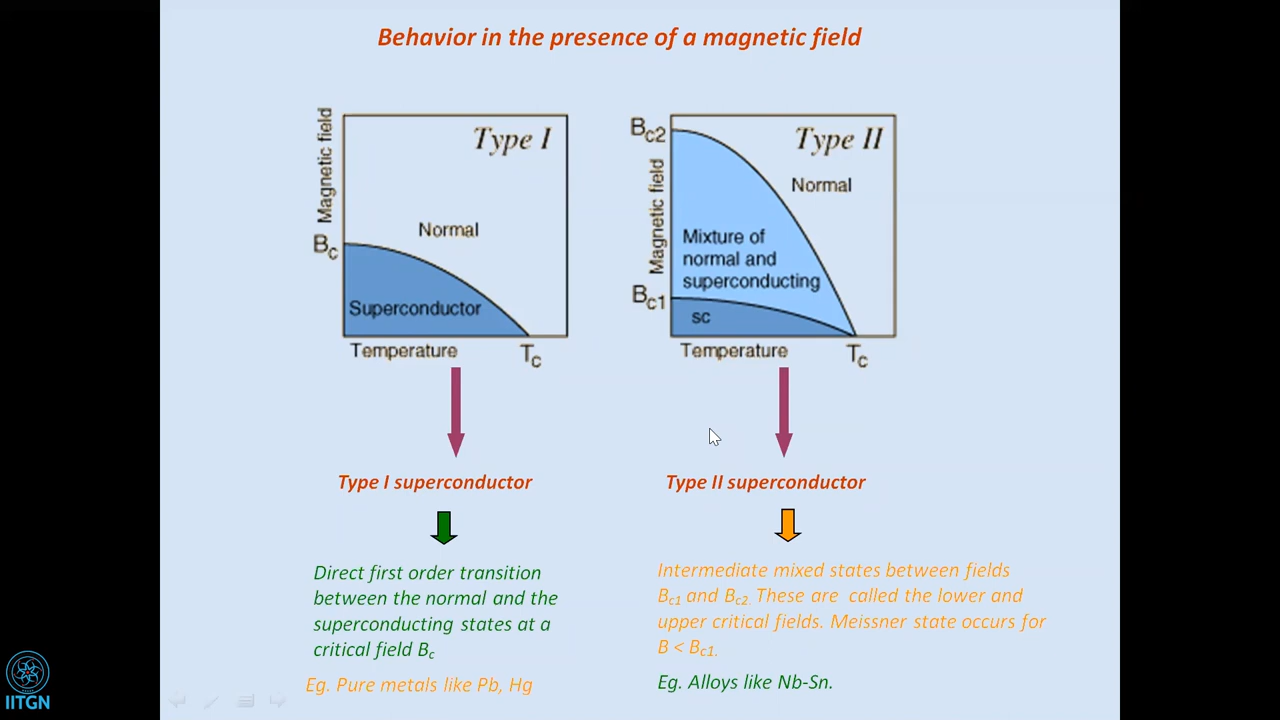 Behavior in the presence of a magnetic field
Type I
Magnetic field
Normal
Bc
Superconductor
Temperature
Tc
Type II
Bc2
Magnetic field
Normal
Mixture of
normal and
superconducting
Bc1
sc
Temperature
Tc
Type I superconductor
Direct first order transition
between the normal and the
superconducting states at a
critical field Bc
Eg. Pure metals like Pb, Hg
Type II superconductor
Intermediate mixed states between fields
Bc1 and Bc2. These are called the lower and
upper critical fields. Meissner state occurs for
B < Bc1.
Eg. Alloys like Nb-Sn.
IITGN